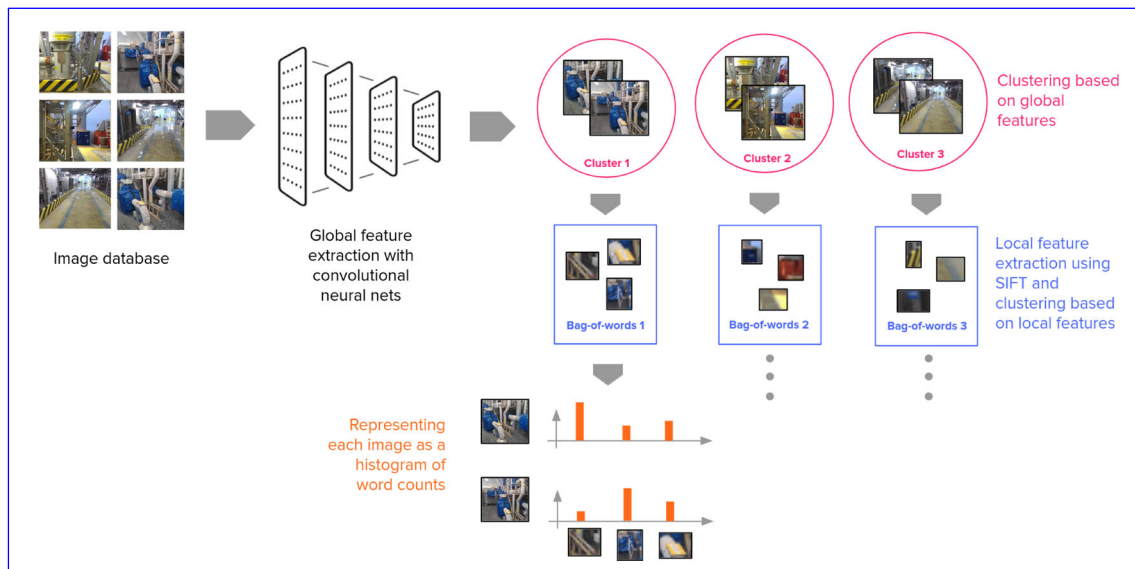 Image database
Global feature
extraction with
convolutional
neural nets
Cluster 1
Cluster 2
Cluster 3
Clustering based
on global
features
Bag-of-words 1
Bag-of-words 2
Bag-of-words 3
Local feature
extraction using
SIFT and
clustering based
on local features
Representing
each image as a
histogram of
word counts